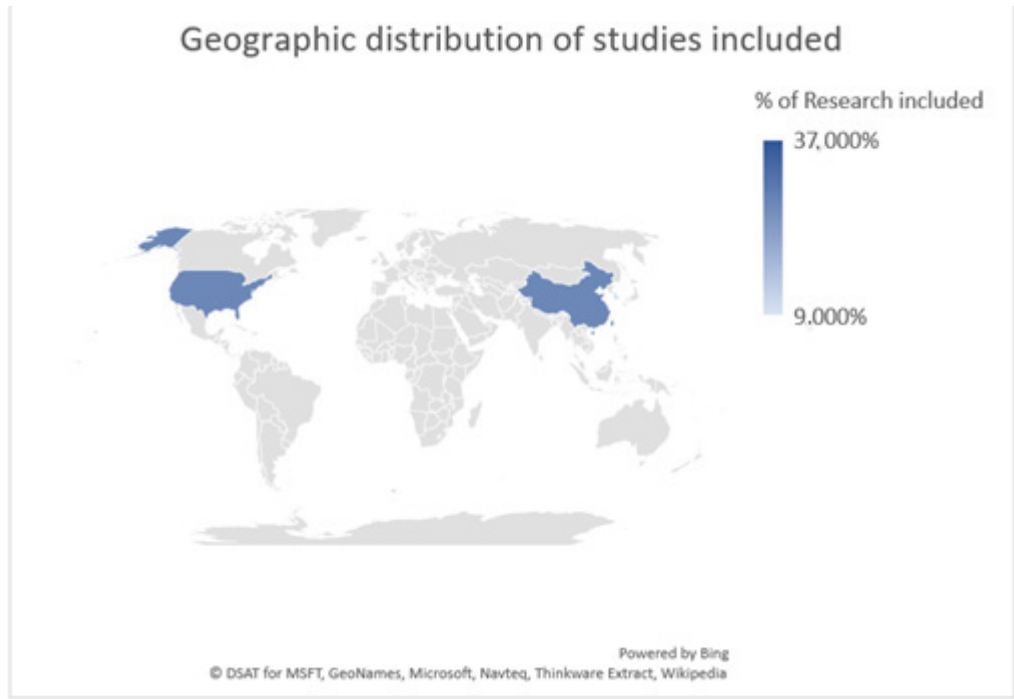 Geographic distribution of studies included
% of Research included
37,000%
9.000%
Powered by Bing
© DSAT for MSFT, GeoNames, Microsoft, Navteq, Thinkware Extract, Wikipedia